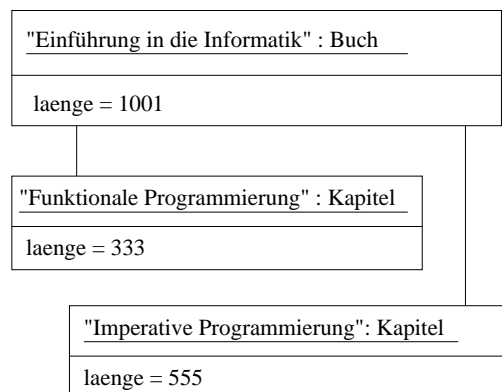 "Einführung in die Informatik" : Buch
laenge = 1001
"Funktionale Programmierung" : Kapitel
laenge = 333
"Imperative Programmierung": Kapitel
laenge = 555